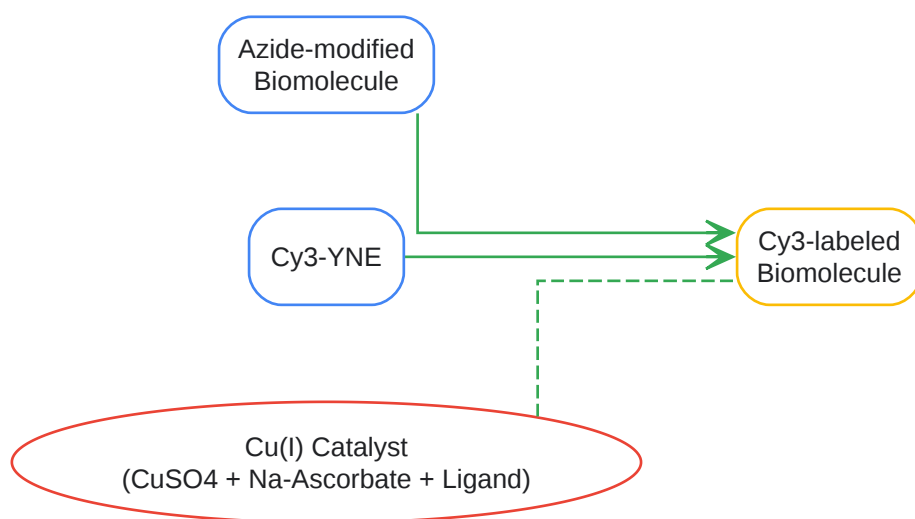 Azide-modified
Biomolecule
Cy3-YNE
Cy3-labeled
Biomolecule
Cu(I) Catalyst
(CuSO4 + Na-Ascorbate + Ligand)